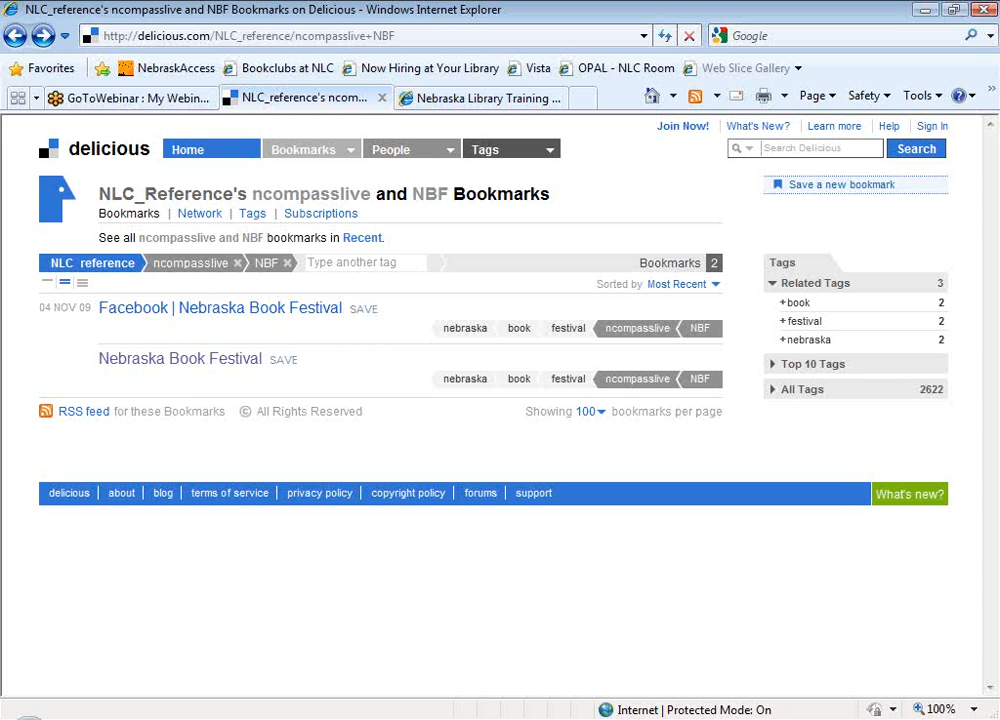 NLC_reference's ncompasslive and NBF Bookmarks on Delicious - Windows Internet Explorer
http://delicious.com/NLC_reference/ncompasslive+NBF
Google
Favorites NebraskAccess Bookclubs at NLC Now Hiring at Your Library Vista OPAL - NLC Room Web Slice Gallery
GoToWebinar : My Webin... NLC_reference's ncom... Nebraska Library Training ... Page Safety Tools
Join Now! What's New? Learn more Help Sign In
delicious Home Bookmarks People Tags Search Delicious Search
NLC_Reference's ncompasslive and NBF Bookmarks
Save a new bookmark
Bookmarks | Network | Tags | Subscriptions
See all ncompasslive and NBF bookmarks in Recent.
NLC_reference ncompasslive NBF Type another tag Bookmarks 2
Tags
Sorted by Most Recent
Related Tags 3
04 NOV 09 Facebook | Nebraska Book Festival SAVE
+book 2
nebraska book festival ncompasslive NBF
+festival 2
+nebraska 2
Nebraska Book Festival SAVE
Top 10 Tags
nebraska book festival ncompasslive NBF
All Tags 2622
RSS feed for these Bookmarks © All Rights Reserved Showing 100 bookmarks per page
delicious | about | blog | terms of service | privacy policy | copyright policy | forums | support What's new?
Internet | Protected Mode: On 100%